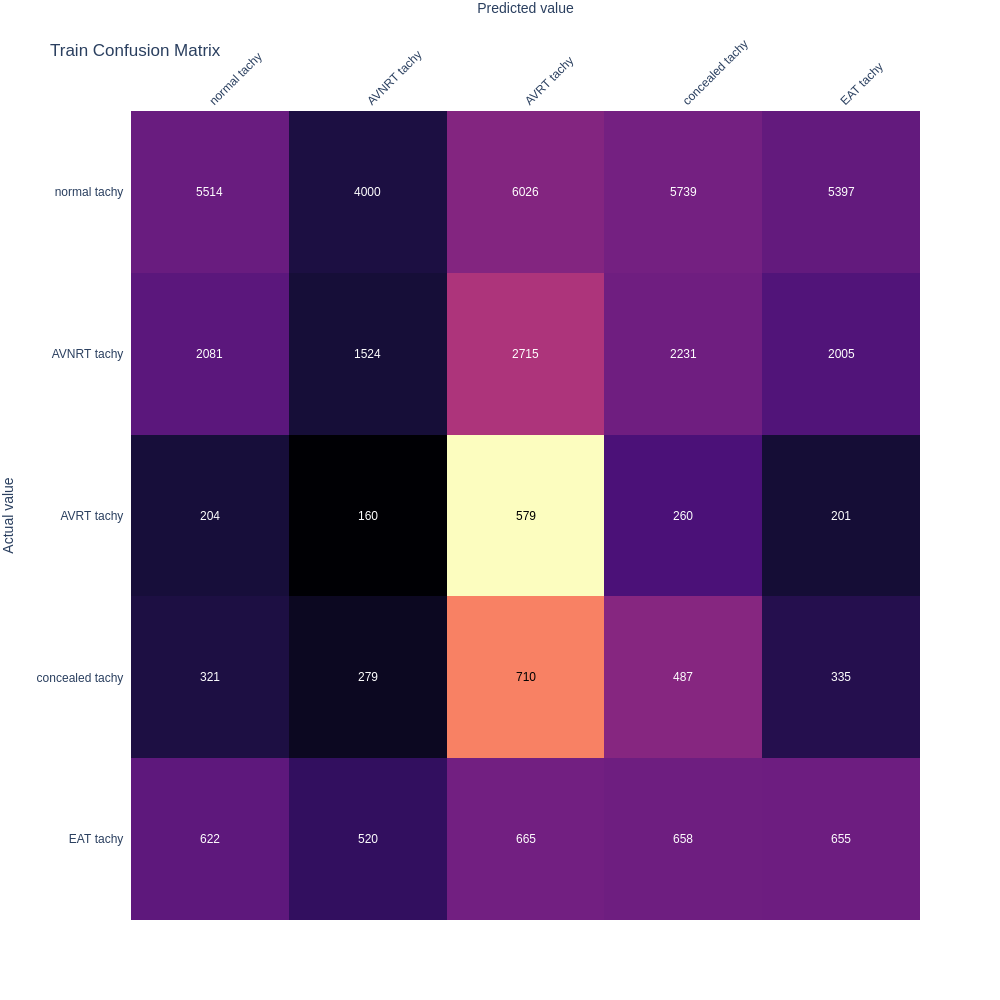 Predicted value
Train Confusion Matrix
normal tachy AVNRT tachy AVRT tachy concealed tachy EAT tachy
normal tachy 5514 4000 6026 5739 5397
AVNRT tachy 2081 1524 2715 2231 2005
Actual value
AVRT tachy 204 160 579 260 201
concealed tachy 321 279 710 487 335
EAT tachy 622 520 665 658 655